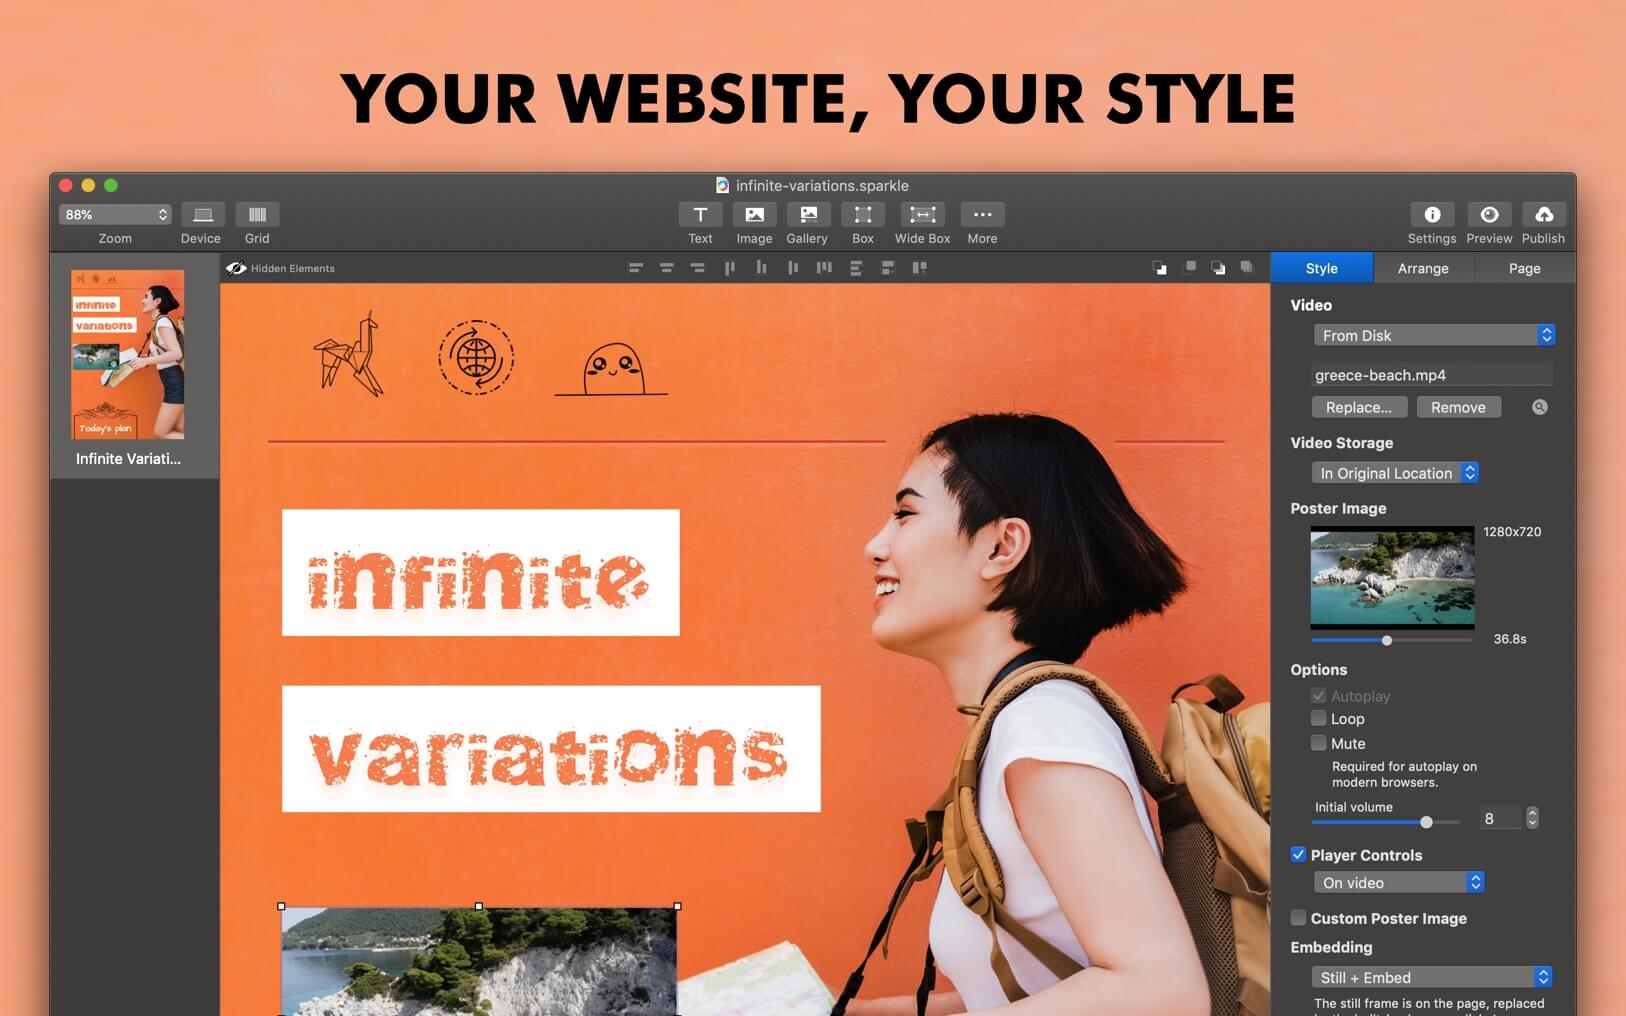 YOUR WEBSITE, YOUR STYLE
infinite-variations.sparkle
88%
Zoom
Device
Grid
Text
Image
Gallery
Box
Wide Box
More
Settings
Preview
Publish
Hidden Elements
Style
Arrange
Page
infinite
variations
Today's plan
Infinite Variati...
infinite
variations
Video
From Disk
greece-beach.mp4
Replace...
Remove
Video Storage
In Original Location
Poster Image
1280x720
36.8s
Options
Autoplay
Loop
Mute
Required for autoplay on
modern browsers.
Initial volume
8
Player Controls
On video
Custom Poster Image
Embedding
Still + Embed
The still frame is on the page, replaced